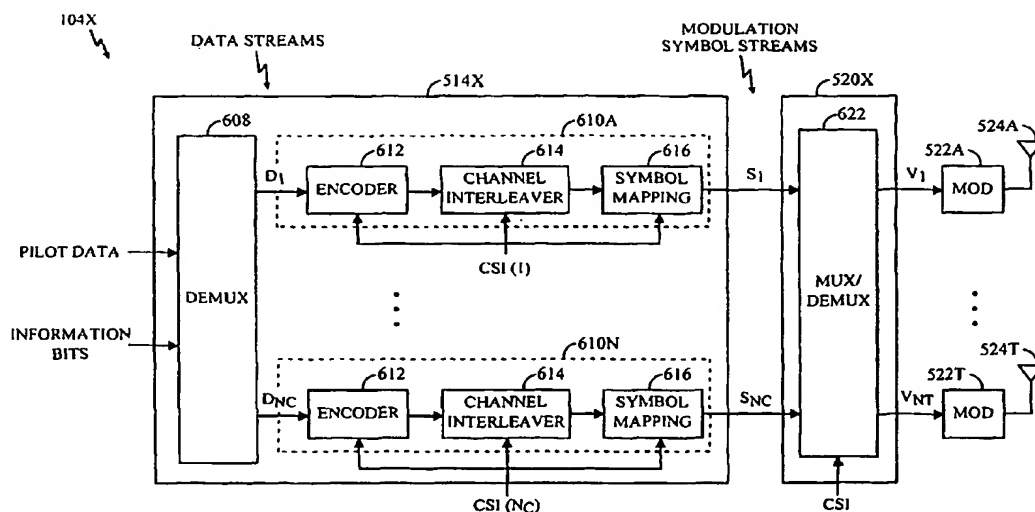 104X
DATA STREAMS
MODULATION
SYMBOL STREAMS
514X
520X
608
610A
622
524A
612
614
616
522A
D1
ENCODER
CHANNEL
INTERLEAVER
SYMBOL
MAPPING
S1
V1
MOD
PILOT DATA
CSI (1)
DEMUX
MUX/
DEMUX
INFORMATION
BITS
610N
524T
612
614
616
522T
DNC
ENCODER
CHANNEL
INTERLEAVER
SYMBOL
MAPPING
SNC
VNT
MOD
CSI (NC)
CSI